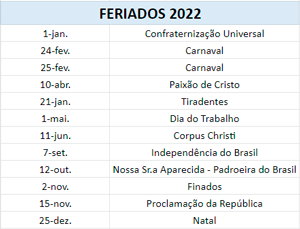 FERIADOS 2022
1-jan. Confraternização Universal
24-fev. Carnaval
25-fev. Carnaval
10-abr. Paixão de Cristo
21-jan. Tiradentes
1-mai. Dia do Trabalho
11-jun. Corpus Christi
7-set. Independência do Brasil
12-out. Nossa Sr.a Aparecida - Padroeira do Brasil
2-nov. Finados
15-nov. Proclamação da República
25-dez. Natal